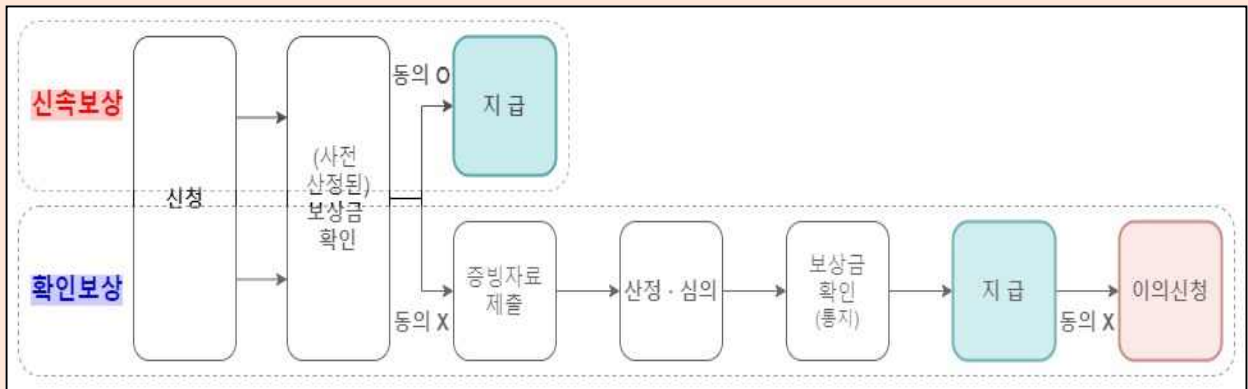 신속보상
신청
(사전
산정된)
보상금
확인
동의 O
지 급
확인보상
동의 X
증빙자료
제출
산정 · 심의
보상금
확인
(통지)
지 급
동의 X
이의신청